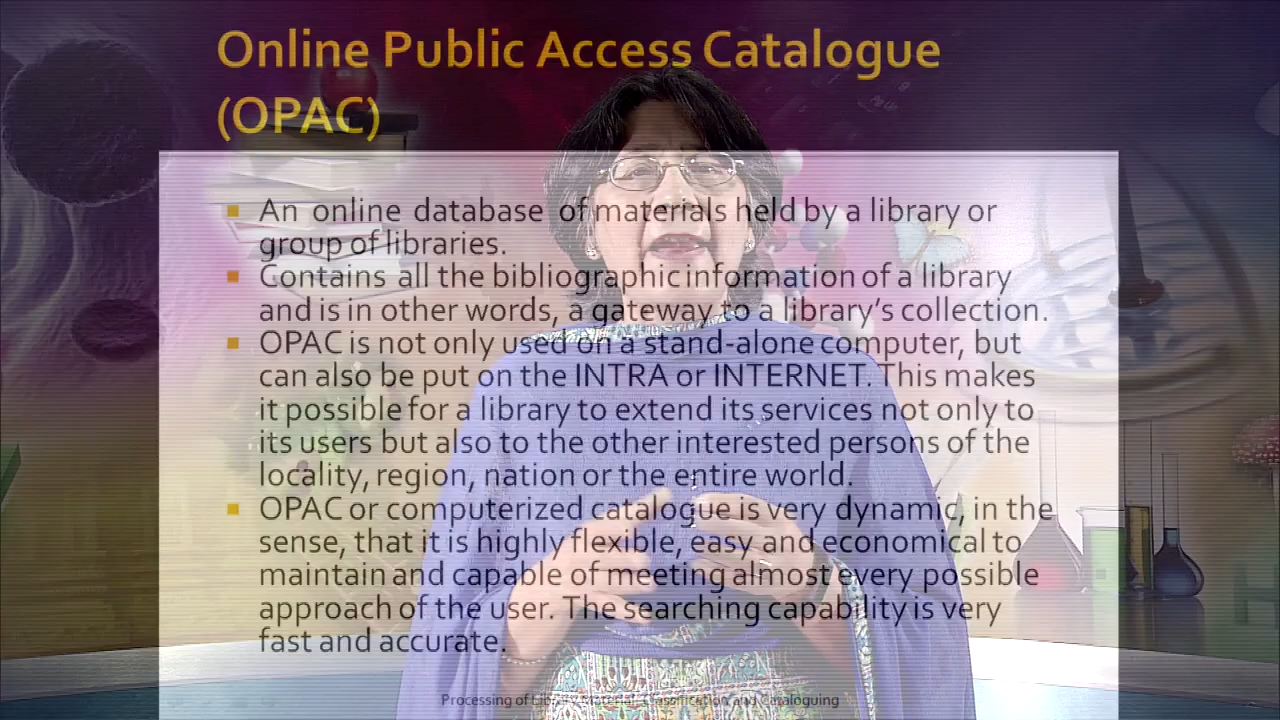 Online Public Access Catalogue
(OPAC)
An online database of materials held by a library or
group of libraries.
Contains all the bibliographic information of a library
and is in other words, a gateway to a library's collection.
OPAC is not only used on a stand-alone computer, but
can also be put on the INTRA or INTERNET. This makes
it possible for a library to extend its services not only to
its users but also to the other interested persons of the
locality, region, nation or the entire world.
OPAC or computerized catalogue is very dynamic, in the
sense, that it is highly flexible, easy and economical to
maintain and capable of meeting almost every possible
approach of the user. The searching capability is very
fast and accurate.
Processing of Library Material: Classification and Cataloguing